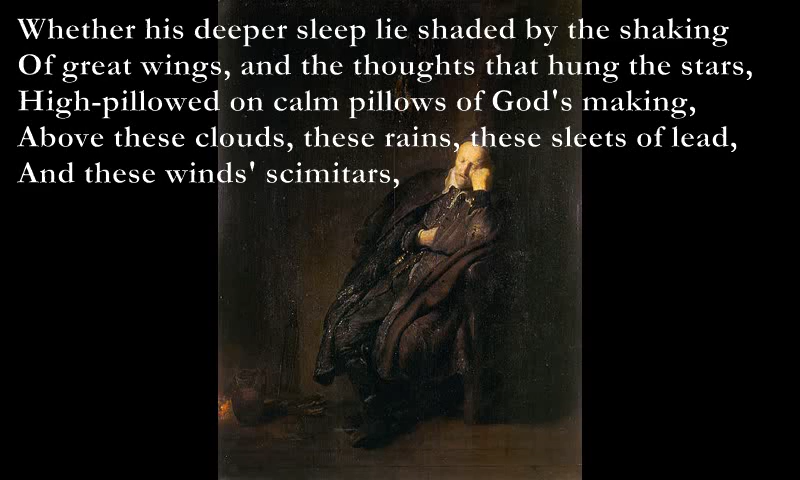 Whether his deeper sleep lie shaded by the shaking
Of great wings, and the thoughts that hung the stars,
High-pillowed on calm pillows of God's making,
Above these clouds, these rains, these sleets of lead,
And these winds' scimitars,